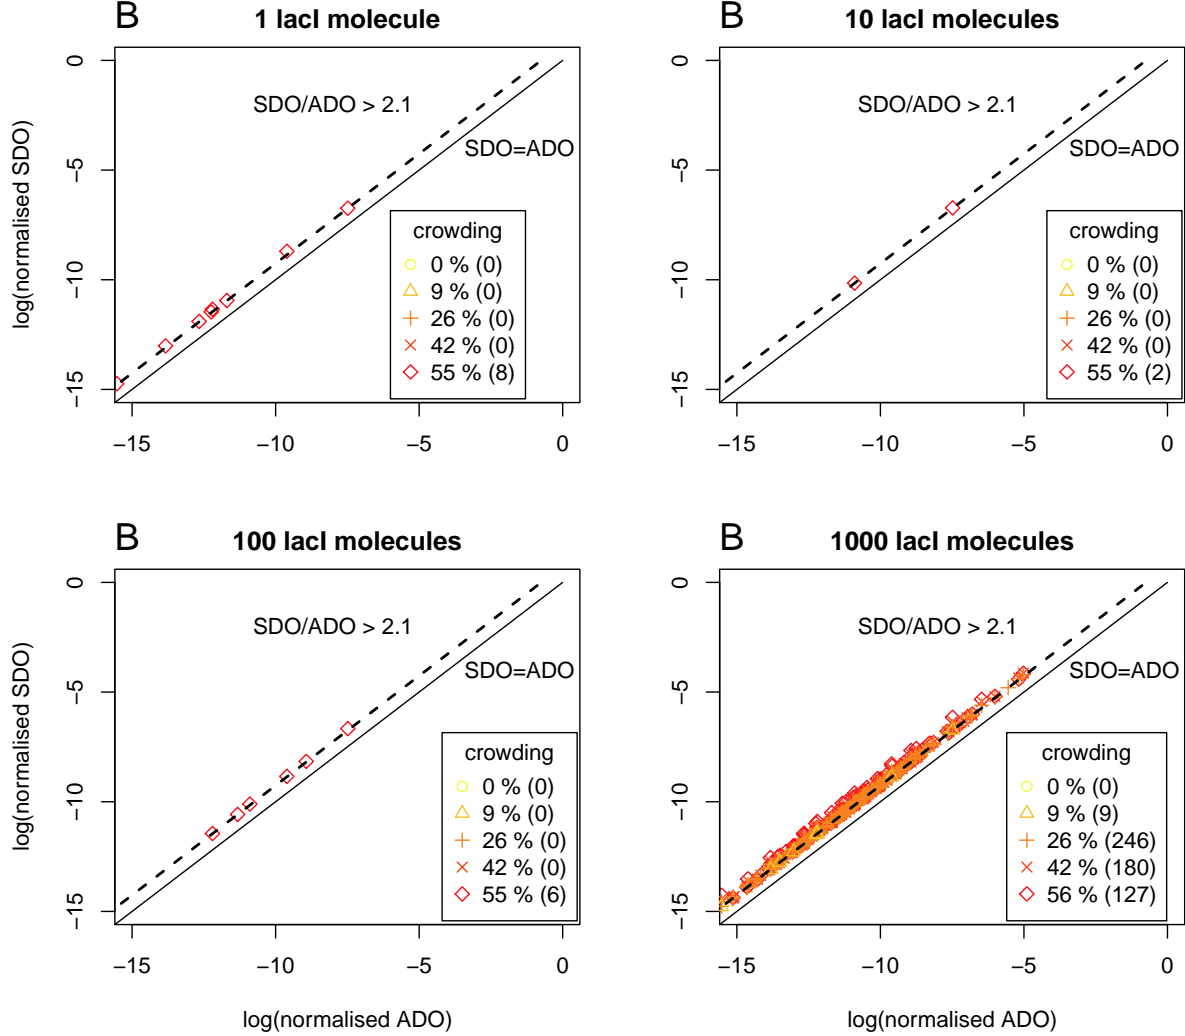 B 1 lacI molecule
0
−5
−10
−15
log(normalised SDO)
SDO/ADO > 2.1
SDO=ADO
crowding
0 % (0)
9 % (0)
26 % (0)
42 % (0)
55 % (8)
−15 −10 −5 0
B 10 lacI molecules
0
−5
−10
−15
SDO/ADO > 2.1
SDO=ADO
crowding
0 % (0)
9 % (0)
26 % (0)
42 % (0)
55 % (2)
−15 −10 −5 0
B 100 lacI molecules
0
−5
−10
−15
log(normalised SDO)
SDO/ADO > 2.1
SDO=ADO
crowding
0 % (0)
9 % (0)
26 % (0)
42 % (0)
55 % (6)
−15 −10 −5 0
log(normalised ADO)
B 1000 lacI molecules
0
−5
−10
−15
SDO/ADO > 2.1
SDO=ADO
crowding
0 % (0)
9 % (9)
26 % (246)
42 % (180)
56 % (127)
−15 −10 −5 0
log(normalised ADO)